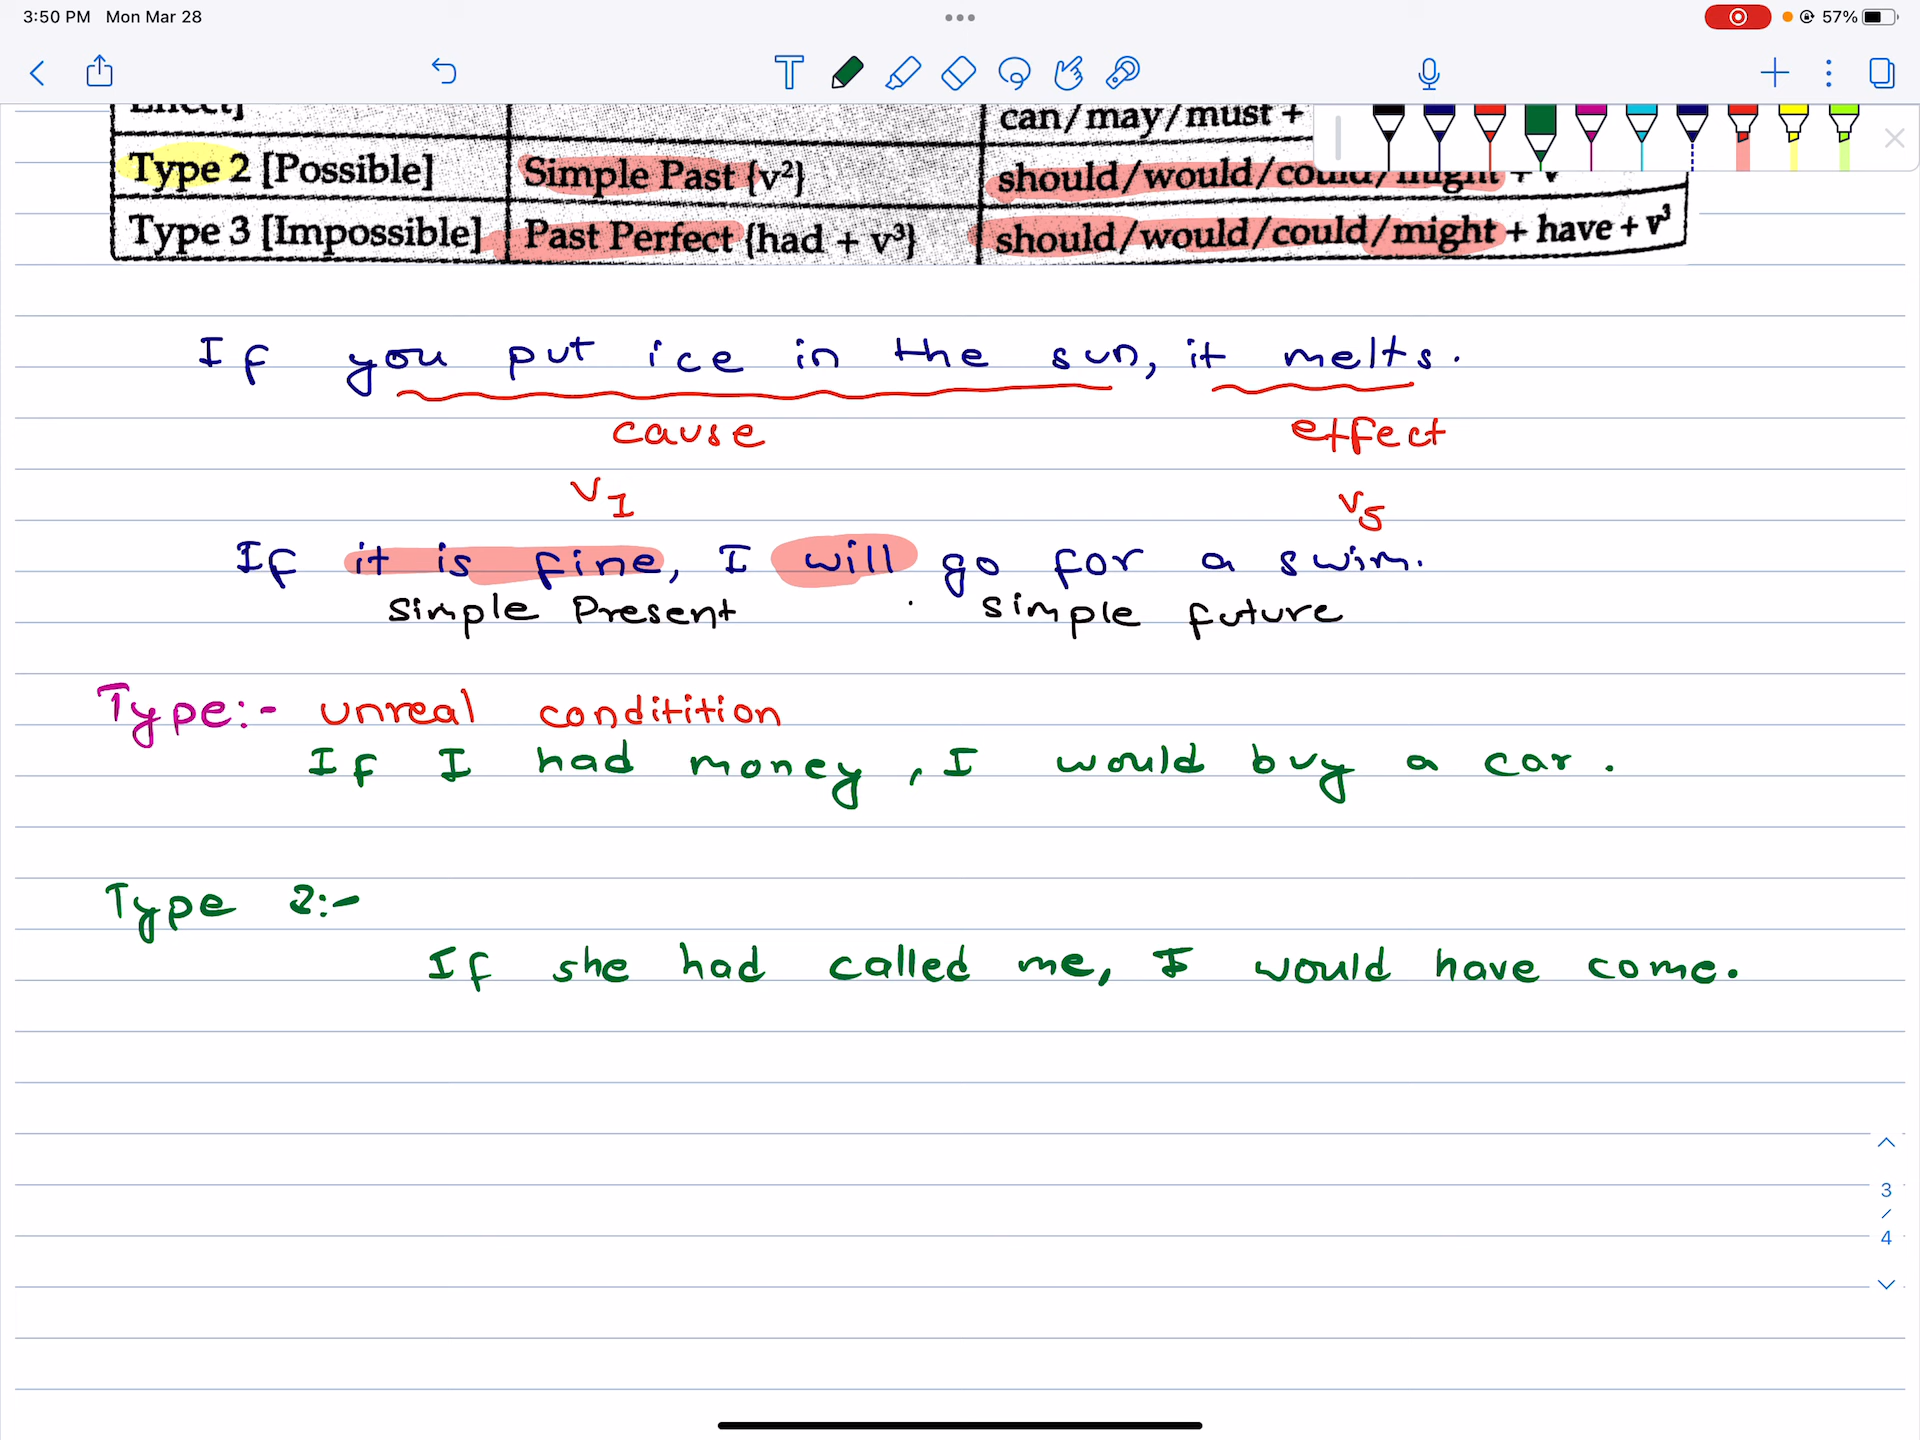 3:50 PM Mon Mar 28 57%
Effect] can/may/must +
Type 2 [Possible] Simple Past {v²} should/would/could/might + v
Type 3 [Impossible] Past Perfect {had + v³} should/would/could/might + have + v³
If you put ice in the sun, it melts.
cause effect
V1 V5
If it is fine, I will go for a swim.
Simple Present simple future
Type:- unreal conditition
If I had money, I would buy a car.
Type 2:-
If she had called me, I would have come.
3
/
4